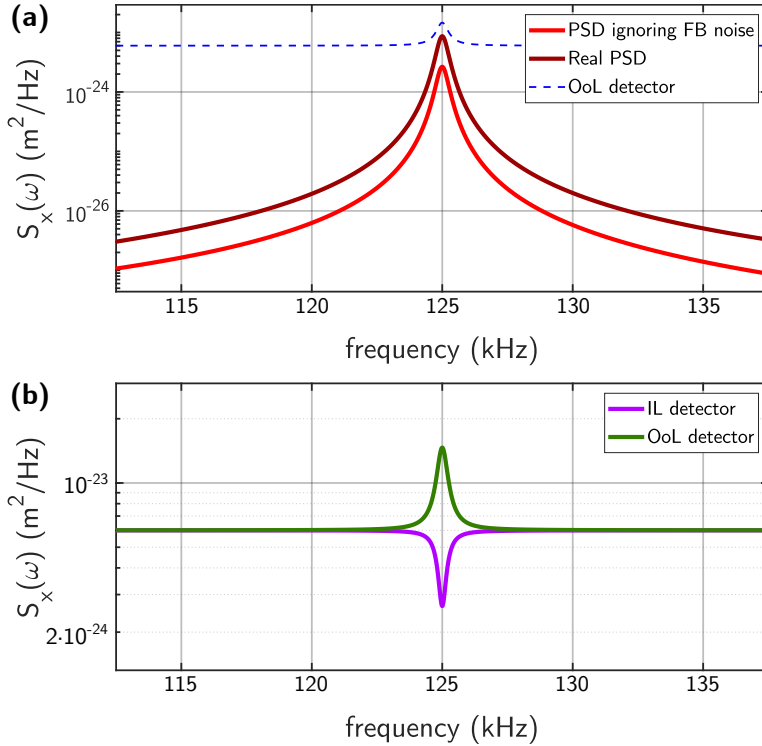 (a)
PSD ignoring FB noise
Real PSD
OoL detector
10^-24
10^-26
S_x(ω) (m^2/Hz)
115 120 125 130 135
frequency (kHz)
(b)
IL detector
OoL detector
10^-23
2·10^-24
S_x(ω) (m^2/Hz)
115 120 125 130 135
frequency (kHz)